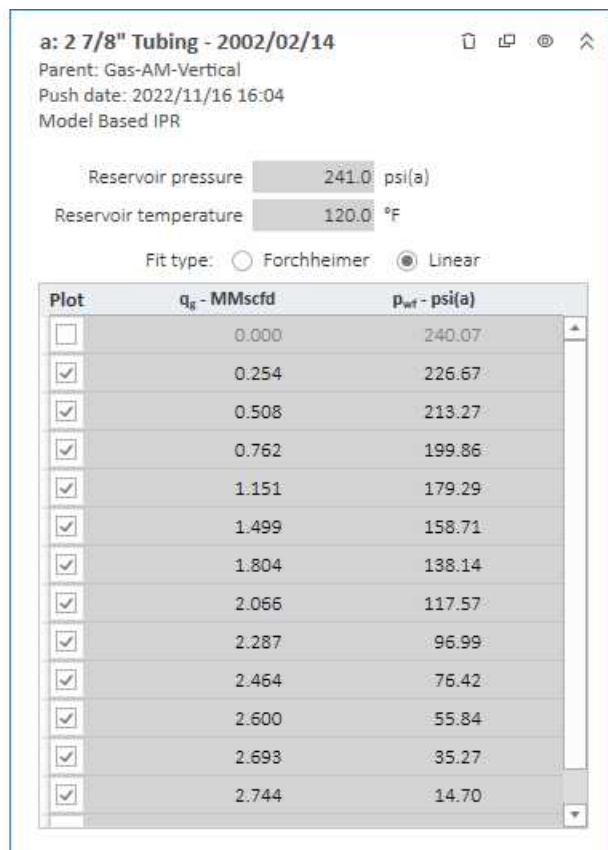 a: 2 7/8" Tubing - 2002/02/14
Parent: Gas-AM-Vertical
Push date: 2022/11/16 16:04
Model Based IPR
Reservoir pressure 241.0 psi(a)
Reservoir temperature 120.0 °F
Fit type: Forchheimer Linear
Plot qg - MMscfd pwf - psi(a)
0.000 240.07
0.254 226.67
0.508 213.27
0.762 199.86
1.151 179.29
1.499 158.71
1.804 138.14
2.066 117.57
2.287 96.99
2.464 76.42
2.600 55.84
2.693 35.27
2.744 14.70